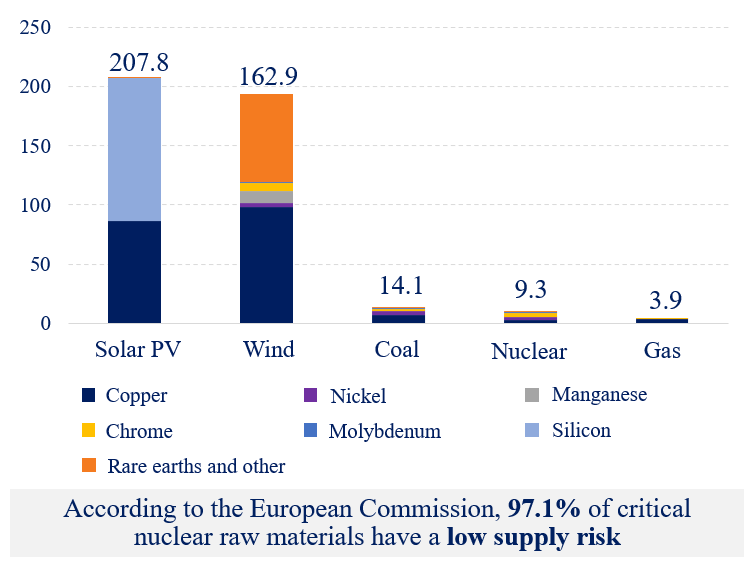 250
200
150
100
50
0
207.8
162.9
14.1
9.3
3.9
Solar PV
Wind
Coal
Nuclear
Gas
Copper
Nickel
Manganese
Chrome
Molybdenum
Silicon
Rare earths and other
According to the European Commission, 97.1% of critical
nuclear raw materials have a low supply risk